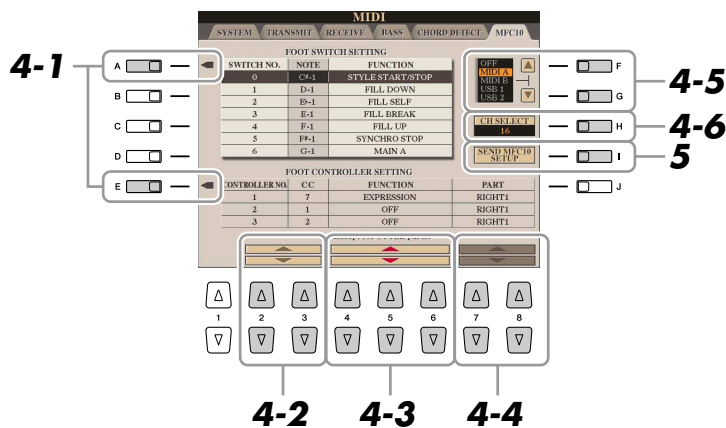 MIDI
SYSTEM TRANSMIT RECEIVE BASS CHORD DETECT MFC10
FOOT SWITCH SETTING
SWITCH NO. NOTE FUNCTION
0 C#-1 STYLE START/STOP
1 D-1 FILL DOWN
2 E♭-1 FILL SELF
3 E-1 FILL BREAK
4 F-1 FILL UP
5 F#-1 SYNCHRO STOP
6 G-1 MAIN A
FOOT CONTROLLER SETTING
CONTROLLER NO. CC FUNCTION PART
1 7 EXPRESSION RIGHT1
2 1 OFF RIGHT1
3 2 OFF RIGHT1
OFF
MIDI A
MIDI B
USB 1
USB 2
CH SELECT
16
SEND MFC10
SETUP
A
B
C
D
E
F
G
H
I
J
4-1
4-5
4-6
5
1 2 3 4 5 6 7 8
4-2 4-3 4-4